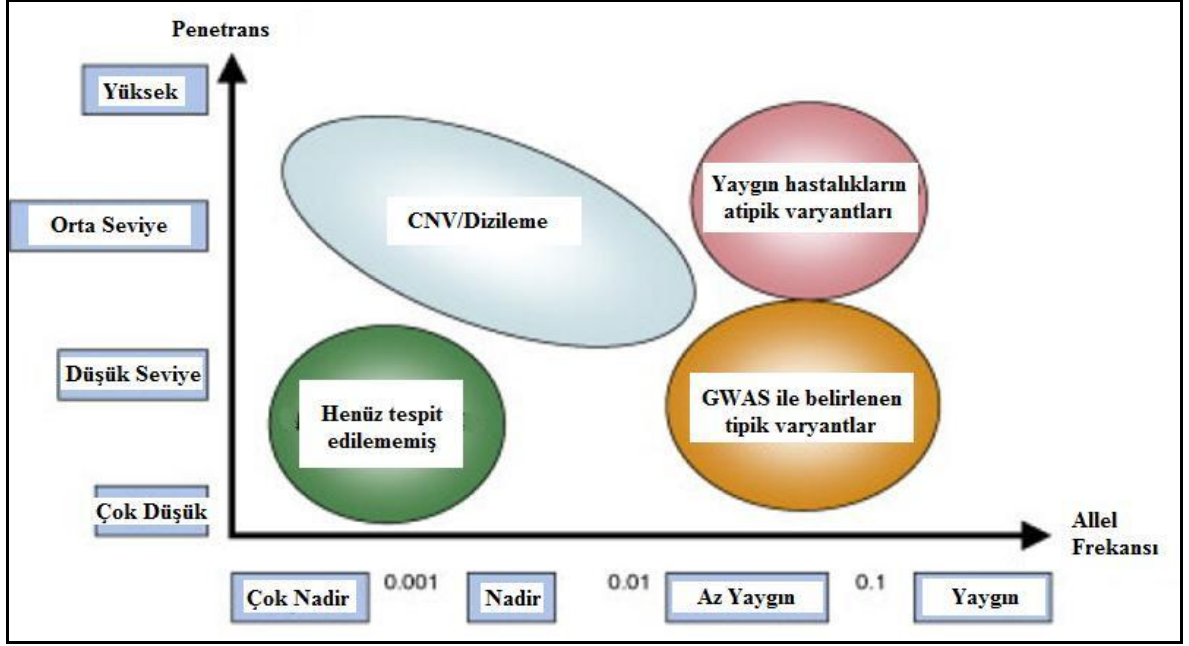 Penetrans
Yüksek
Orta Seviye
Düşük Seviye
Çok Düşük
CNV/Dizileme
Yaygın hastalıkların
atipik varyantları
Henüz tespit
edilememiş
GWAS ile belirlenen
tipik varyantlar
Allel
Frekansı
Çok Nadir
0.001
Nadir
0.01
Az Yaygın
0.1
Yaygın